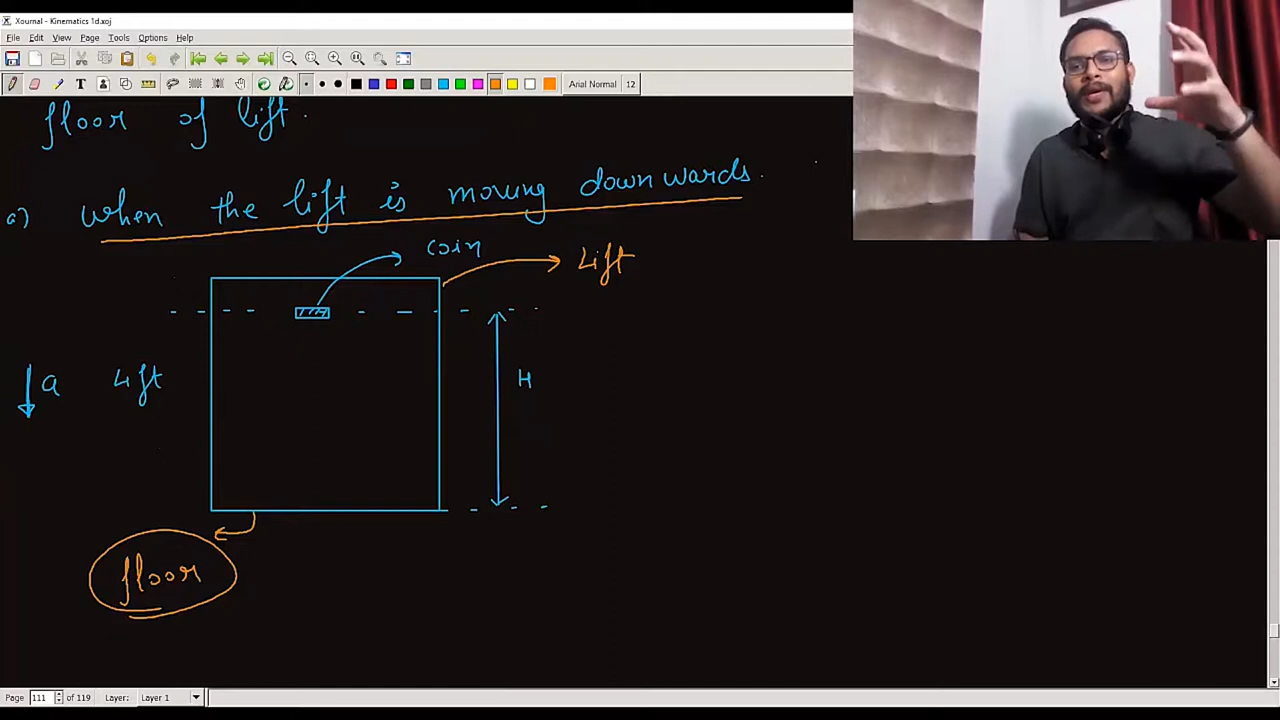 Xournal - Kinematics 1d.xoj
File Edit View Page Tools Options Help
Arial Normal 12
floor of lift.
a) when the lift is moving downwards.
coin
Lift
a Lift
H
floor
Page 111 of 119 Layer: Layer 1